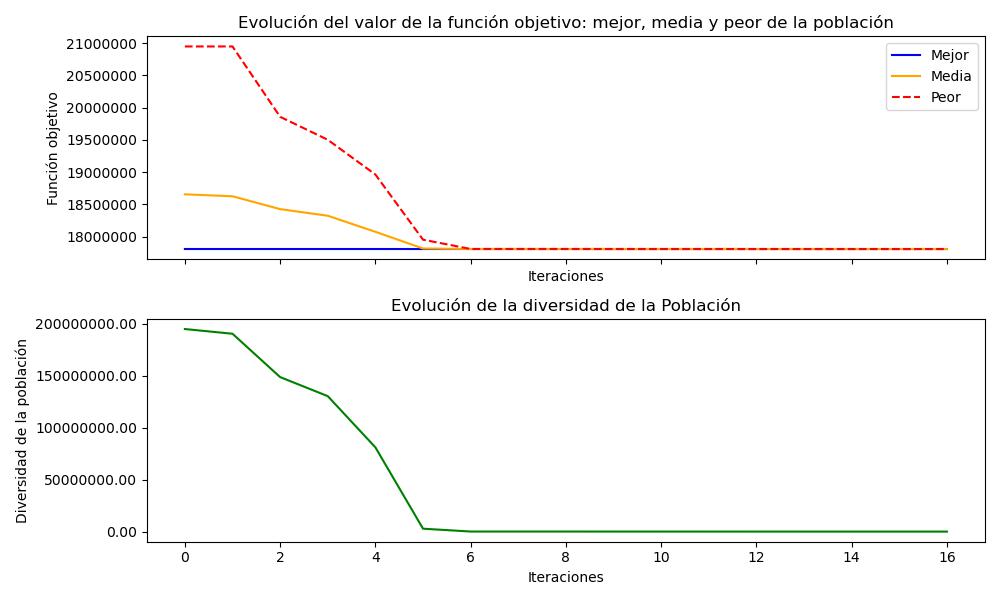 Evolución del valor de la función objetivo: mejor, media y peor de la población
21000000
20500000
20000000
19500000
19000000
18500000
18000000
Función objetivo
Mejor
Media
Peor
Iteraciones
Evolución de la diversidad de la Población
200000000.00
150000000.00
100000000.00
50000000.00
0.00
Diversidad de la población
0 2 4 6 8 10 12 14 16
Iteraciones